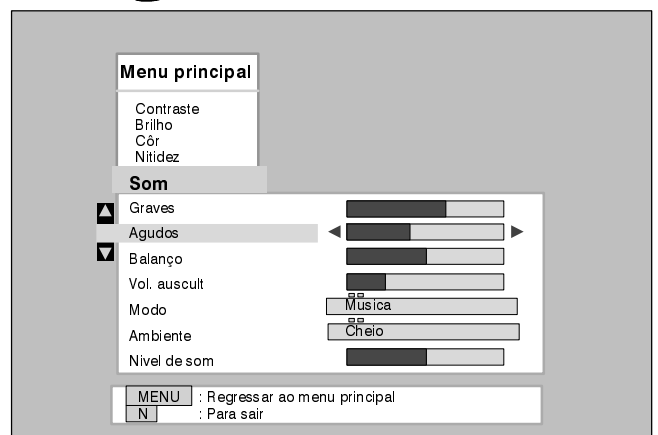 Menu principal
Contraste
Brilho
Côr
Nitidez
Som
Graves
Agudos
Balanço
Vol. auscult
Modo Musica
Ambiente Cheio
Nivel de som
MENU : Regressar ao menu principal
N : Para sair